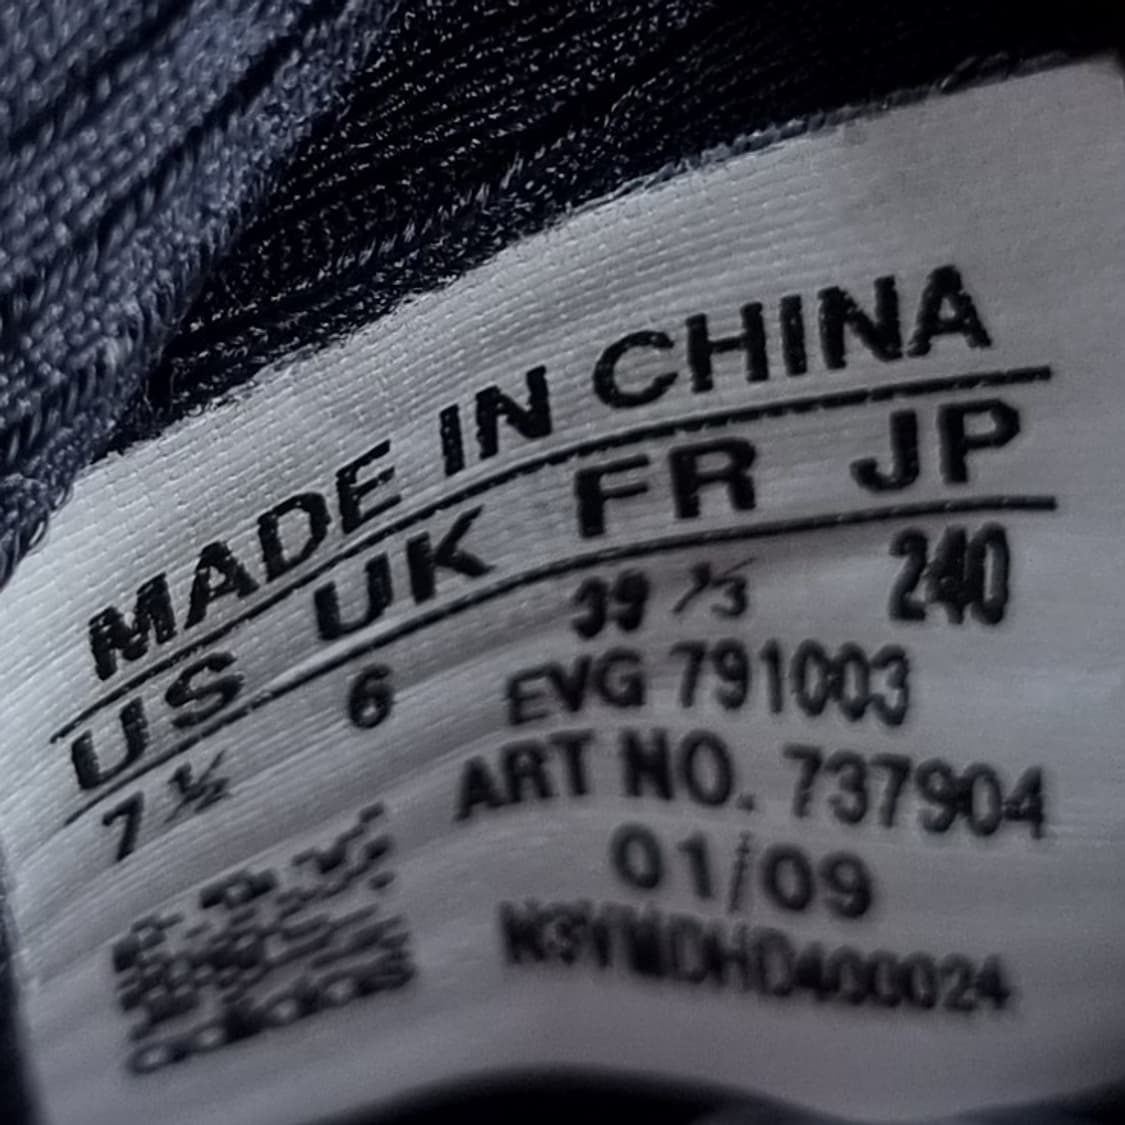 MADE IN CHINA
US UK FR JP
7 ½ 6 39 ⅓ 240
EVG 791003
ART NO. 737904
01/09
adidas